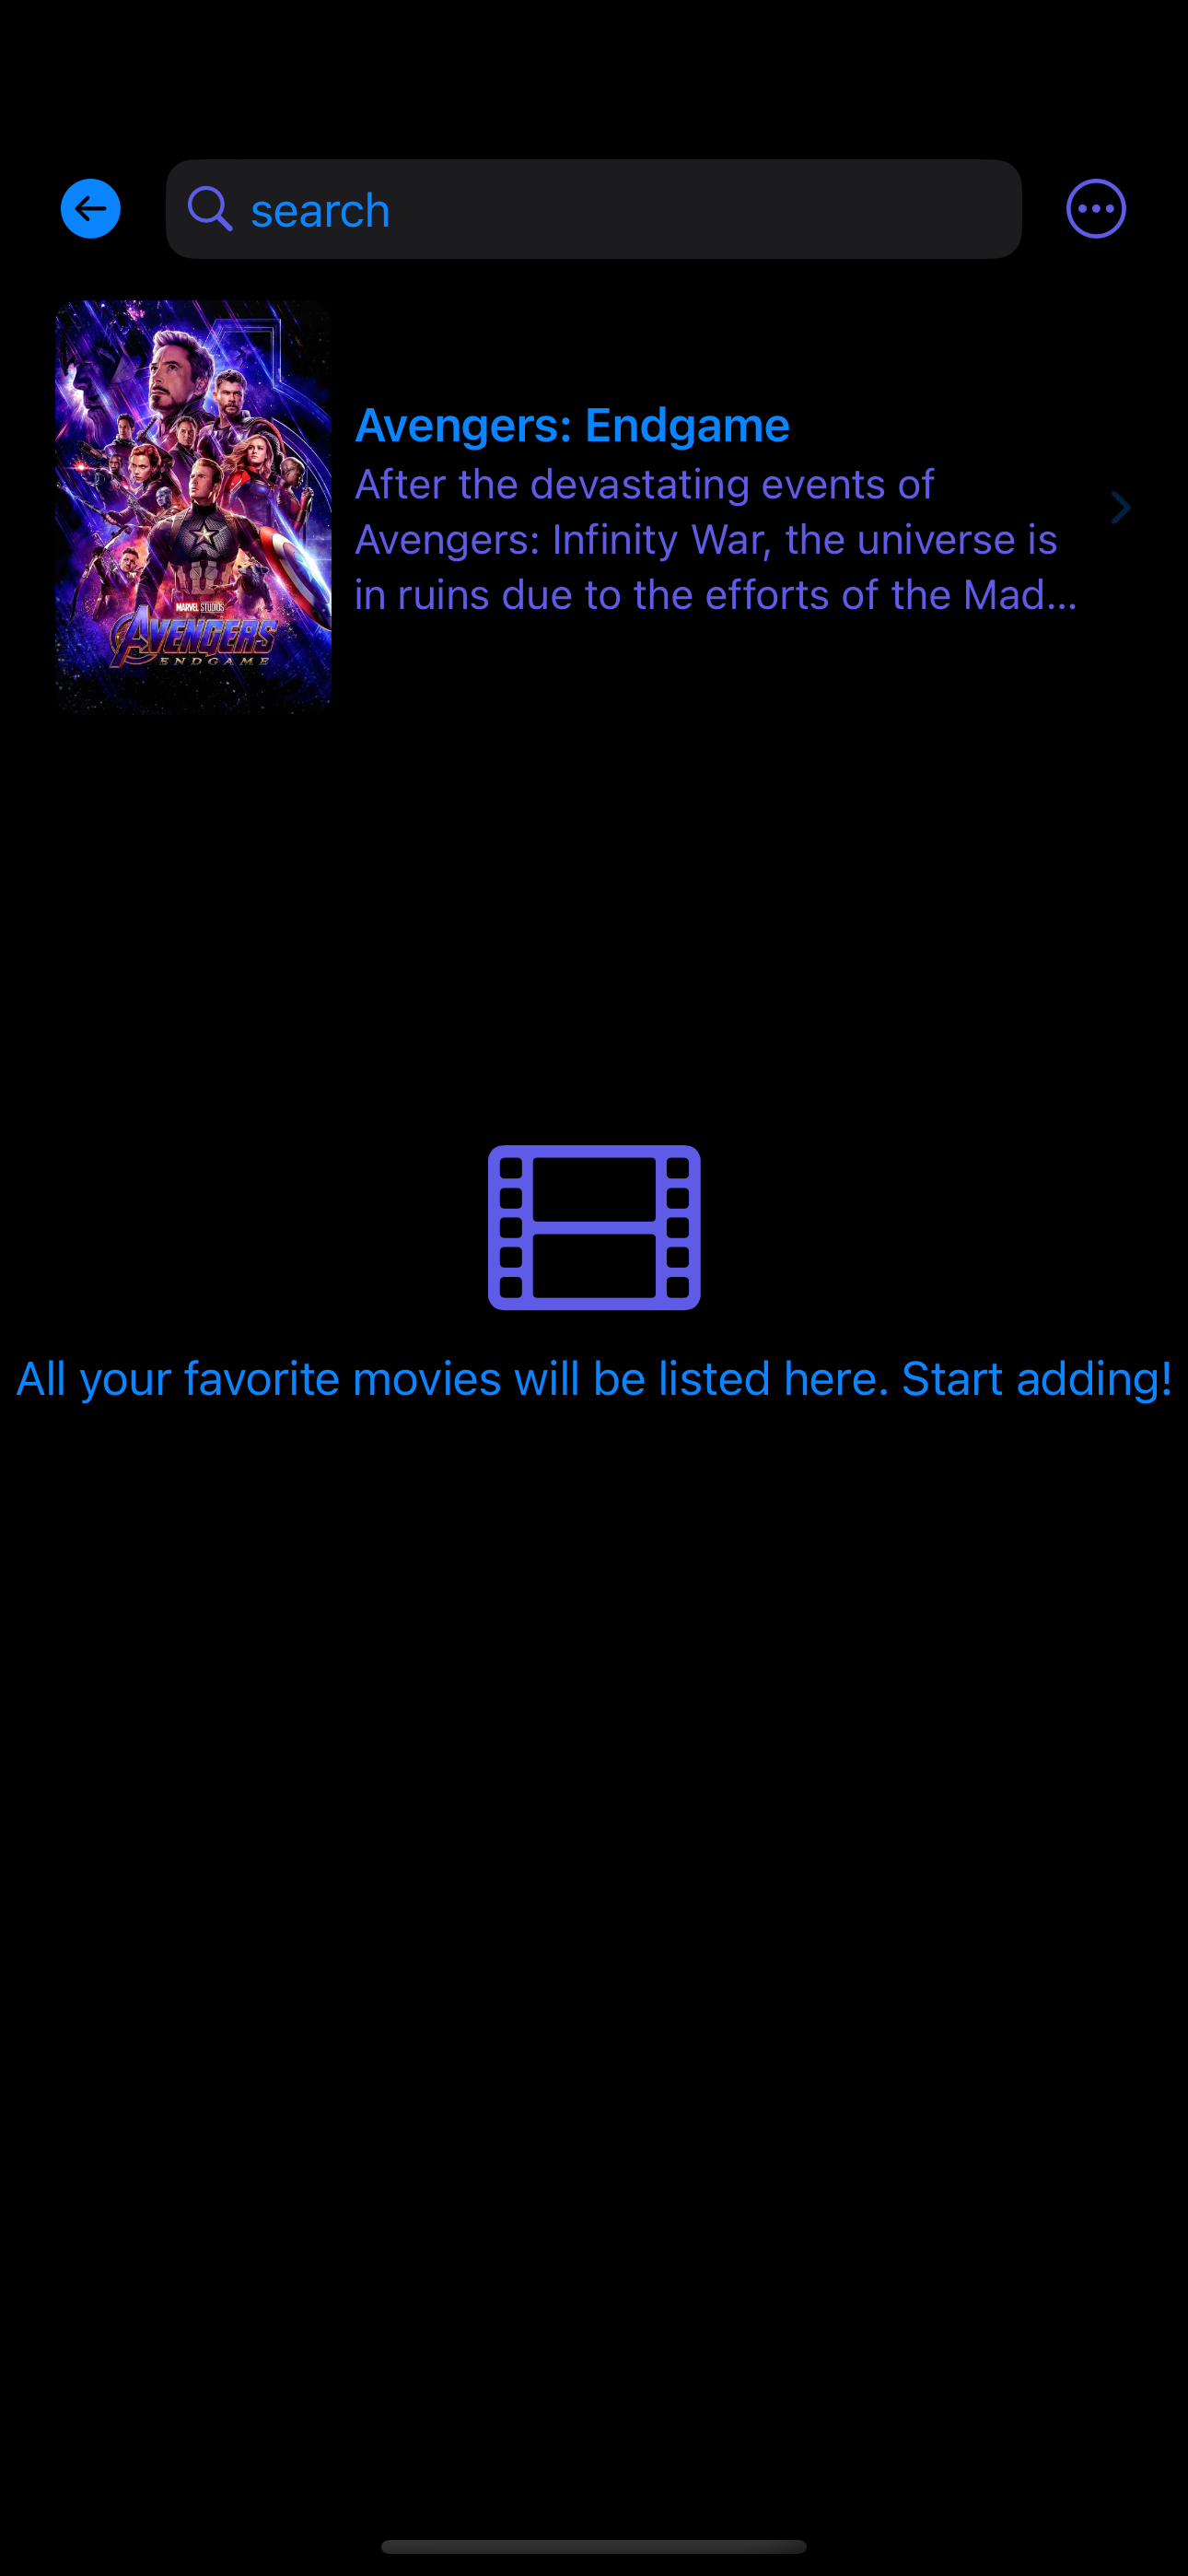 search
Avengers: Endgame
After the devastating events of
Avengers: Infinity War, the universe is
in ruins due to the efforts of the Mad...
MARVEL STUDIOS
AVENGERS
ENDGAME
All your favorite movies will be listed here. Start adding!